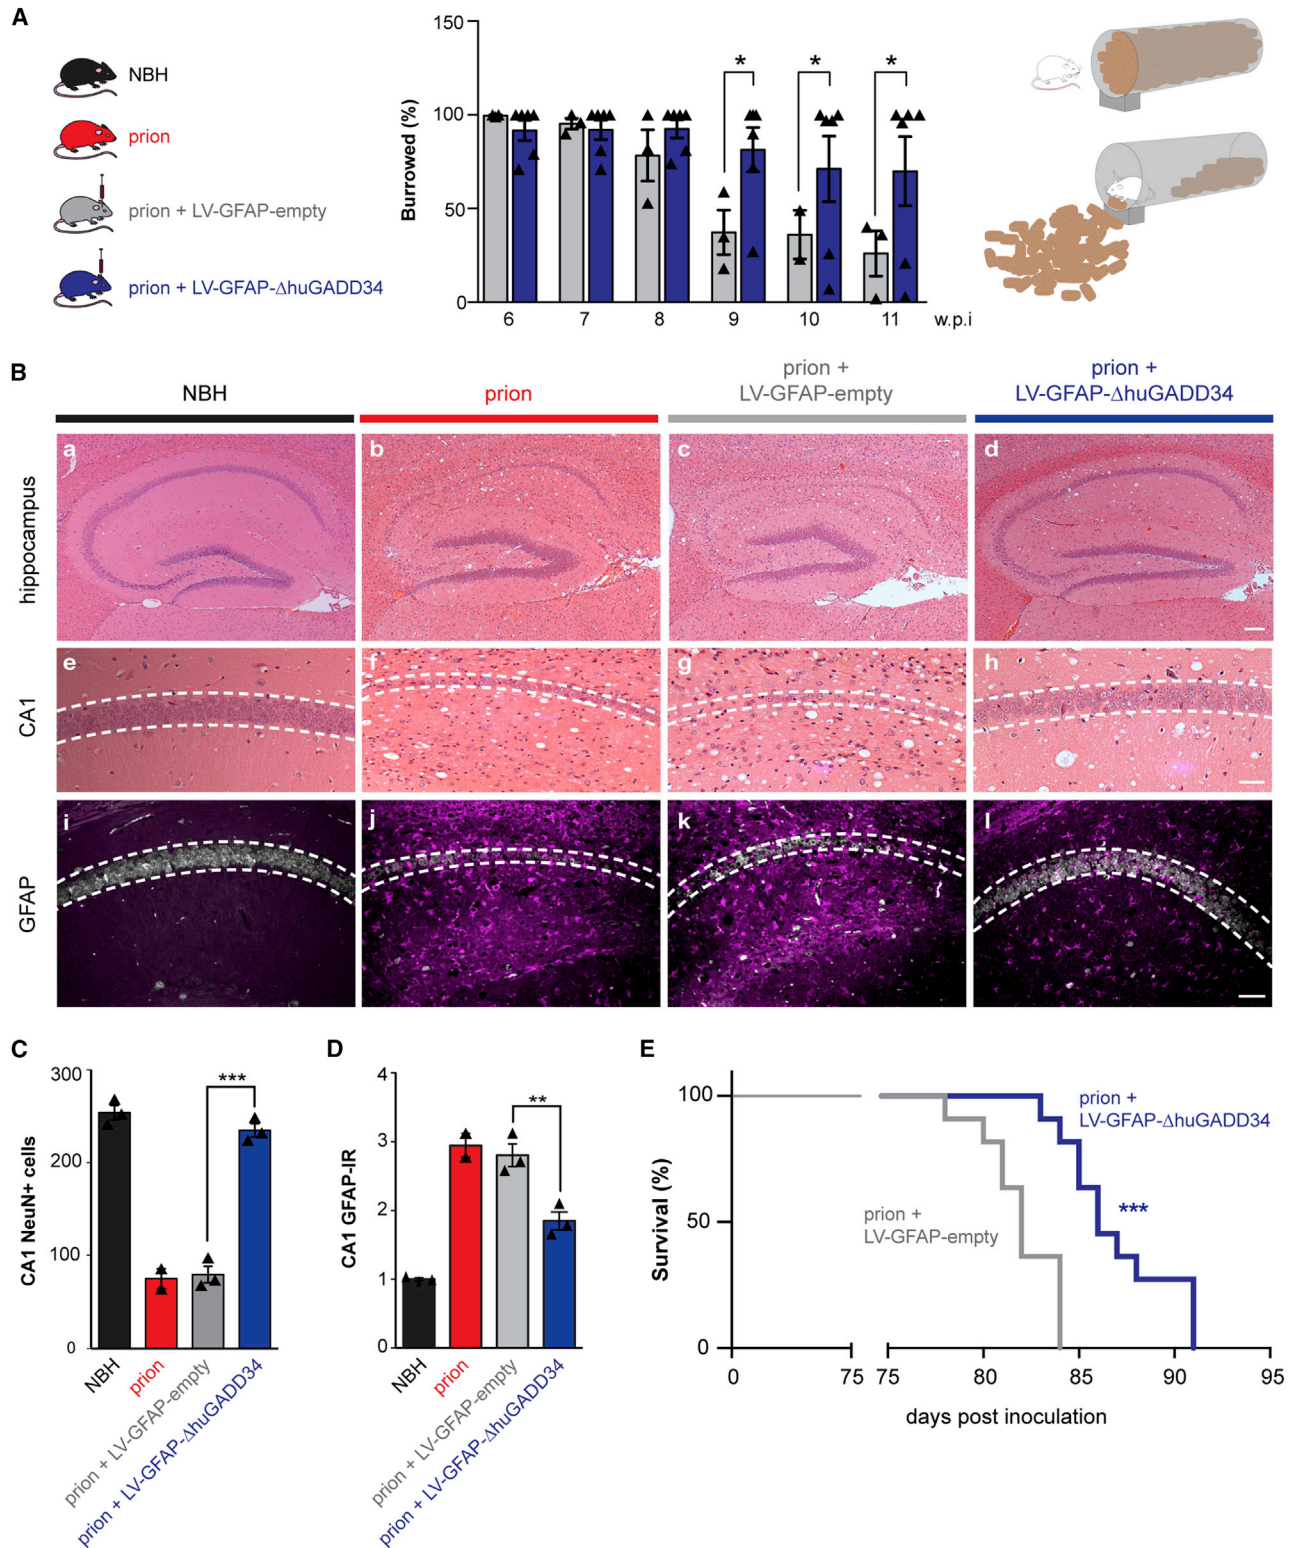 A
NBH
prion
prion + LV-GFAP-empty
prion + LV-GFAP-ΔhuGADD34
Burrowed (%)
150
100
50
0
* * *
6 7 8 9 10 11 w.p.i
B
NBH
prion
prion +
LV-GFAP-empty
prion +
LV-GFAP-ΔhuGADD34
hippocampus
a b c d
CA1
e f g h
GFAP
i j k l
C
CA1 NeuN+ cells
300
200
100
0
***
NBH
prion
prion + LV-GFAP-empty
prion + LV-GFAP-ΔhuGADD34
D
CA1 GFAP-IR
4
3
2
1
0
**
NBH
prion
prion + LV-GFAP-empty
prion + LV-GFAP-ΔhuGADD34
E
Survival (%)
100
50
0
prion +
LV-GFAP-ΔhuGADD34
***
prion +
LV-GFAP-empty
0 75 75 80 85 90 95
days post inoculation